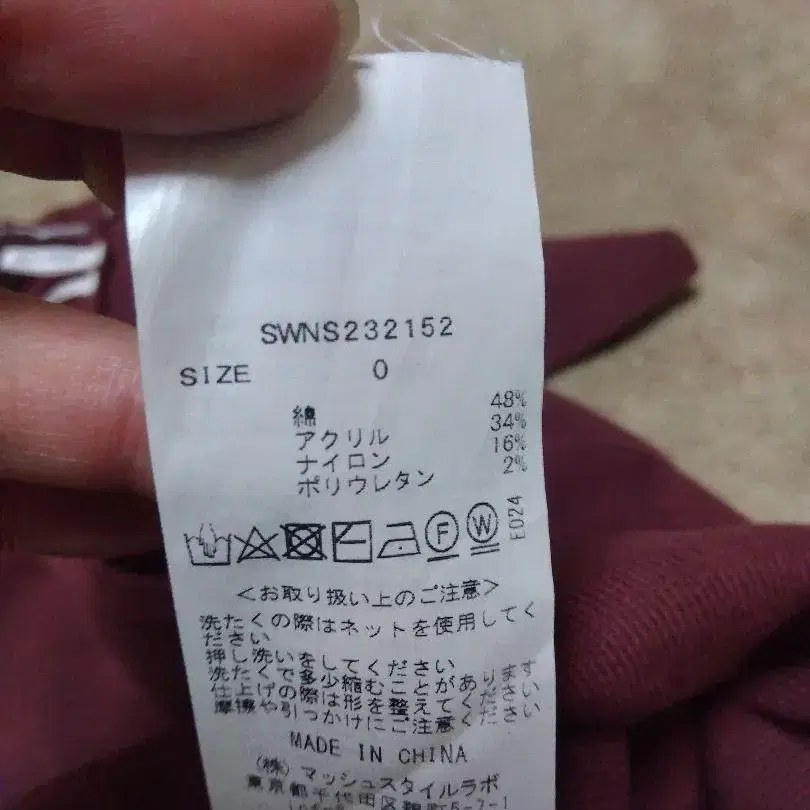 SWNS232152
SIZE 0
綿 48%
アクリル 34%
ナイロン 16%
ポリウレタン 2%
F W E024
<お取り扱い上のご注意>
洗たくの際はネットを使用してく
ださい
押し洗いをしてください
洗たくで多少縮むことがあります
仕上げの際は形を整えてください
摩擦や引っかけにご注意ください
MADE IN CHINA
(株)マッシュスタイルラボ
東京都千代田区麹町5-7-1